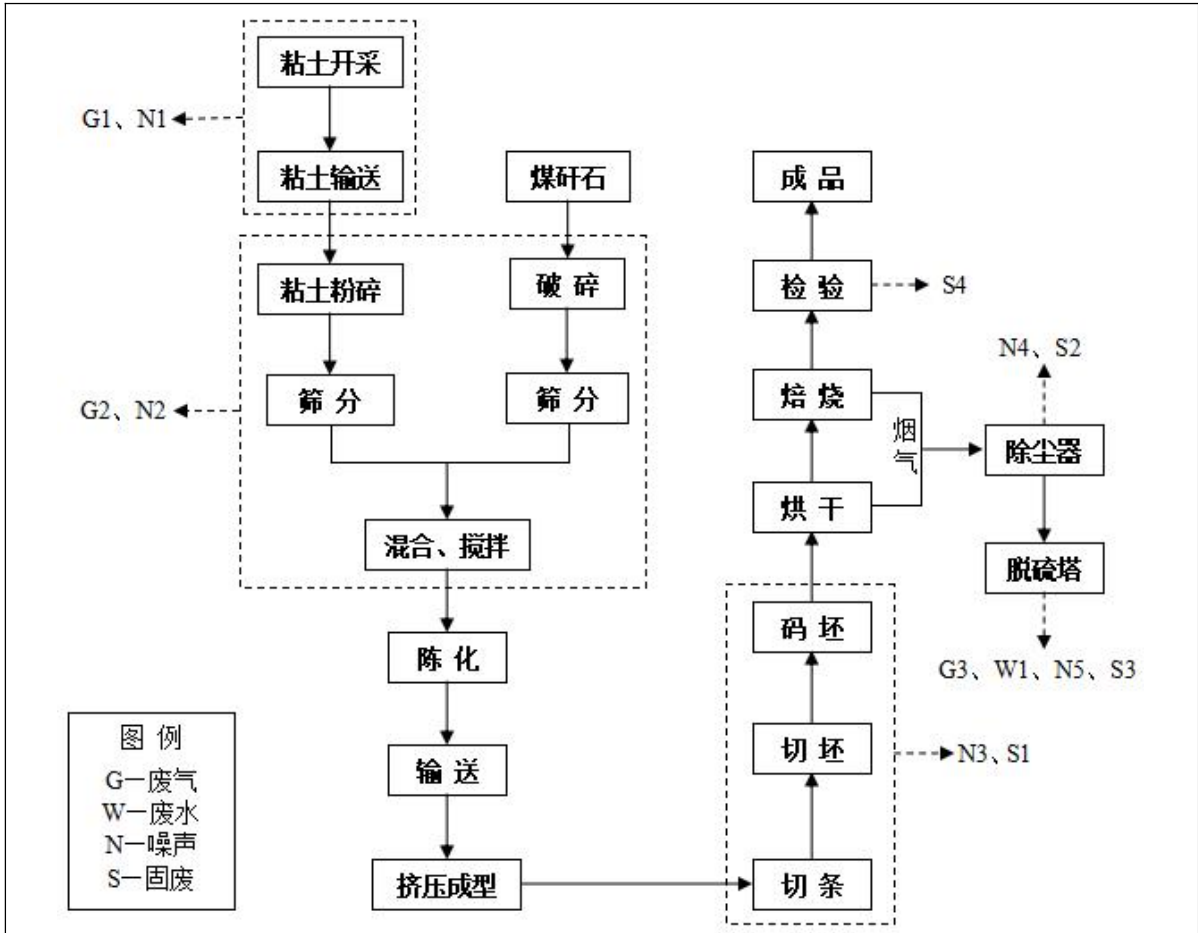 粘土开采
G1、N1
粘土输送
煤矸石
成 品
粘土粉碎
破 碎
检 验
S4
N4、S2
G2、N2
筛 分
筛 分
焙 烧
烟气
除尘器
烘 干
混合、搅拌
脱硫塔
码 坯
陈 化
G3、W1、N5、S3
图 例
G—废气
W—废水
N—噪声
S—固废
输 送
切 坯
N3、S1
挤压成型
切 条